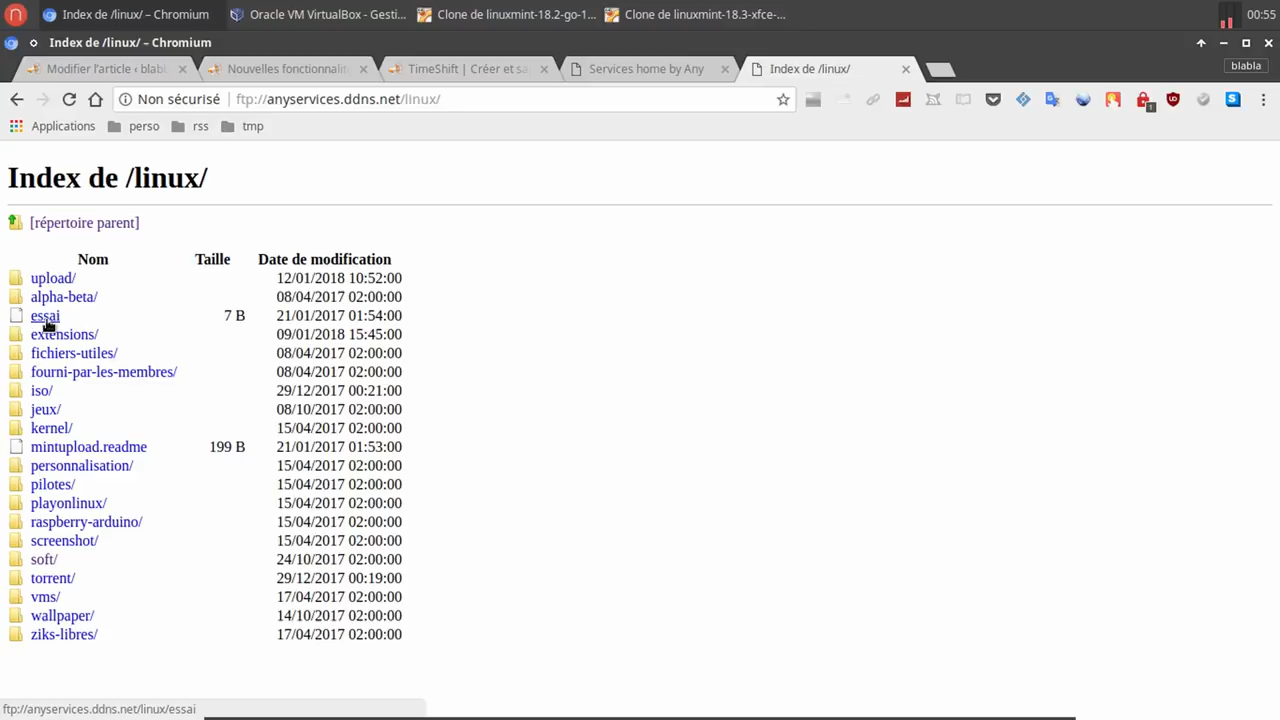 Index de /linux/ – Chromium
Oracle VM VirtualBox - Gesti...
Clone de linuxmint-18.2-go-1...
Clone de linuxmint-18.3-xfce-...
00:55
Index de /linux/ – Chromium
Modifier l'article ‹ blabl
Nouvelles fonctionnalit
TimeShift | Créer et sa
Services home by Any
Index de /linux/
blabla
Non sécurisé
ftp://anyservices.ddns.net/linux/
Applications
perso
rss
tmp
Index de /linux/
[répertoire parent]
Nom Taille Date de modification
upload/ 12/01/2018 10:52:00
alpha-beta/ 08/04/2017 02:00:00
essai 7 B 21/01/2017 01:54:00
extensions/ 09/01/2018 15:45:00
fichiers-utiles/ 08/04/2017 02:00:00
fourni-par-les-membres/ 08/04/2017 02:00:00
iso/ 29/12/2017 00:21:00
jeux/ 08/10/2017 02:00:00
kernel/ 15/04/2017 02:00:00
mintupload.readme 199 B 21/01/2017 01:53:00
personnalisation/ 15/04/2017 02:00:00
pilotes/ 15/04/2017 02:00:00
playonlinux/ 15/04/2017 02:00:00
raspberry-arduino/ 15/04/2017 02:00:00
screenshot/ 15/04/2017 02:00:00
soft/ 24/10/2017 02:00:00
torrent/ 29/12/2017 00:19:00
vms/ 17/04/2017 02:00:00
wallpaper/ 14/10/2017 02:00:00
ziks-libres/ 17/04/2017 02:00:00
ftp://anyservices.ddns.net/linux/essai